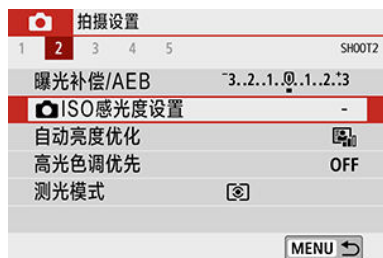 拍摄设置
1 2 3 4 5 SHOOT2
曝光补偿/AEB ⁻3..2..1..0..1..2.⁺3
ISO感光度设置 -
自动亮度优化
高光色调优先 OFF
测光模式
MENU